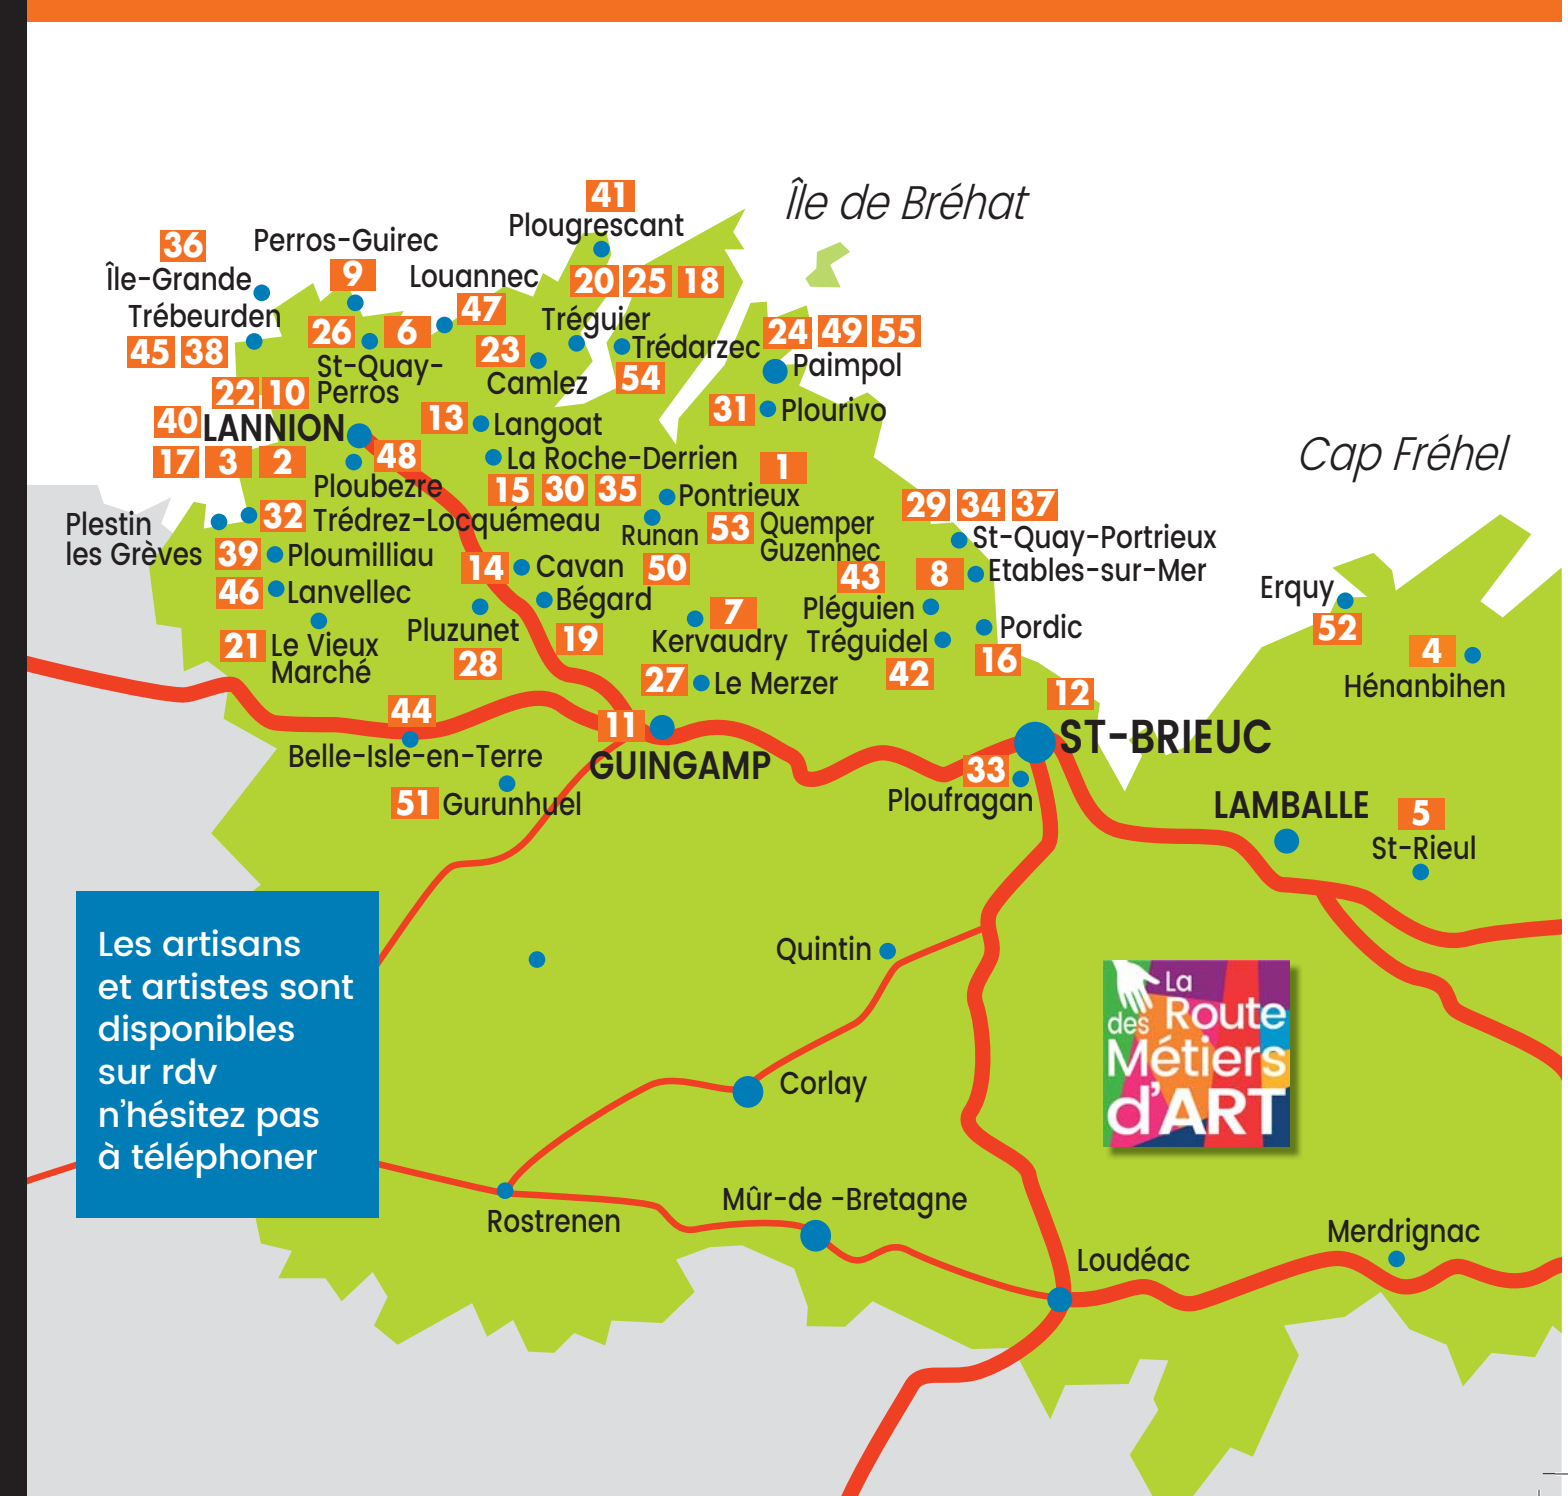 41
Île de Bréhat
Plougrescant
36
Perros-Guirec
Île-Grande
9
Louannec
20 25 18
Trébeurden
47
Tréguier
26 6
24 49 55
45 38
23
Trédarzec
St-Quay-
Perros
Paimpol
Camlez
54
22 10
31
Plourivo
40
LANNION
13
Langoat
17 3 2
48
La Roche-Derrien
1
Cap Fréhel
Ploubezre
15 30 35
Pontrieux
29 34 37
Plestin
les Grèves
32
Trédrez-Locquémeau
Runan
53
Quemper
Guzennec
St-Quay-Portrieux
39
Ploumilliau
14
Cavan
50
43
8
Etables-sur-Mer
46
Lanvellec
Bégard
7
Pléguien
Erquy
52
21
Le Vieux
Marché
Pluzunet
28
19
Kervaudry
Tréguidel
Pordic
4
42
16
Hénanbihen
27
Le Merzer
12
44
11
ST-BRIEUC
Belle-Isle-en-Terre
GUINGAMP
33
51
Gurunhuel
Ploufragan
LAMBALLE
5
St-Rieul
Les artisans
et artistes sont
disponibles
sur rdv
n'hésitez pas
à téléphoner
Quintin
La
des Route
Métiers
d'ART
Corlay
Rostrenen
Mûr-de -Bretagne
Loudéac
Merdrignac